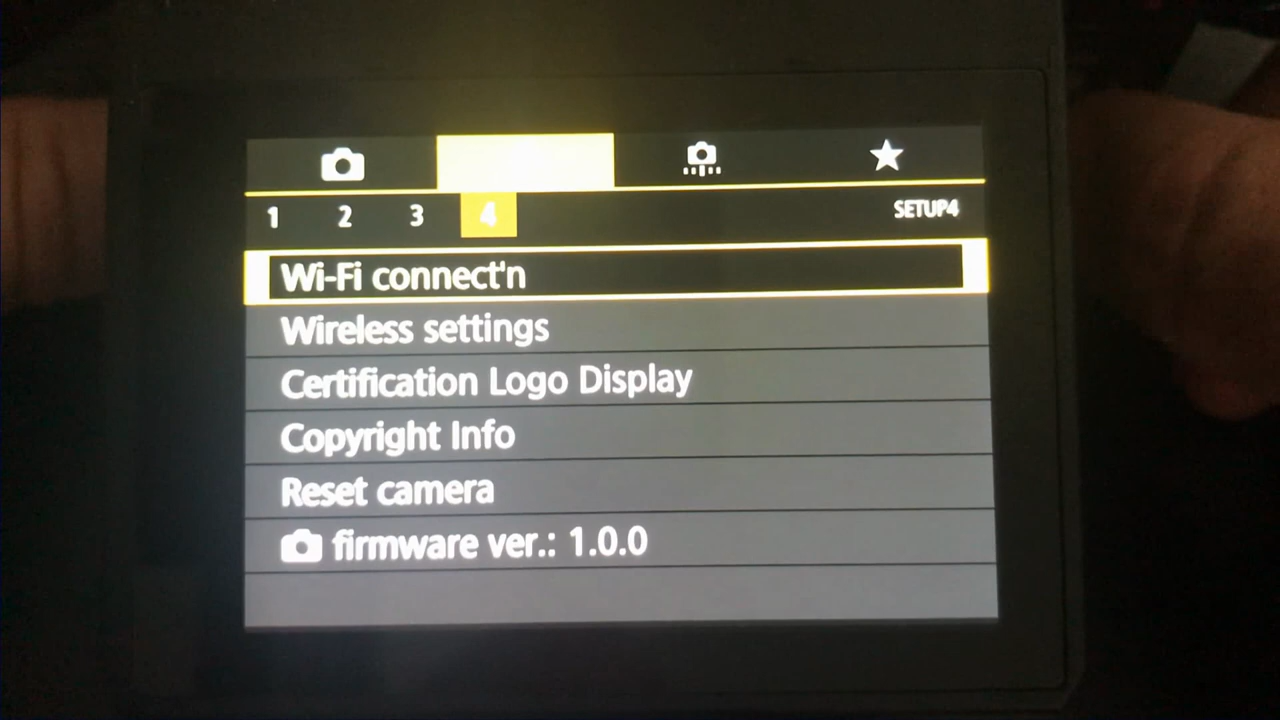 1 2 3 4 SETUP4
Wi-Fi connect'n
Wireless settings
Certification Logo Display
Copyright Info
Reset camera
firmware ver.: 1.0.0